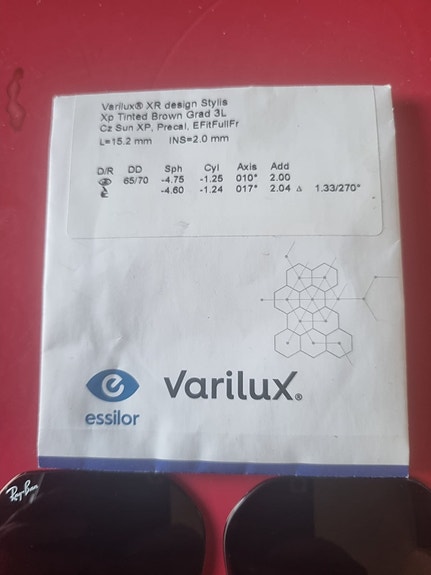 Varilux® XR design Stylis
Xp Tinted Brown Grad 3L
Cz Sun XP, Precal, EFitFullFr
L=15.2 mm INS=2.0 mm
D/R DD Sph Cyl Axis Add
65/70 -4.75 -1.25 010° 2.00
-4.60 -1.24 017° 2.04 Δ 1.33/270°
e
essilor
varilux®
Ray-Ban